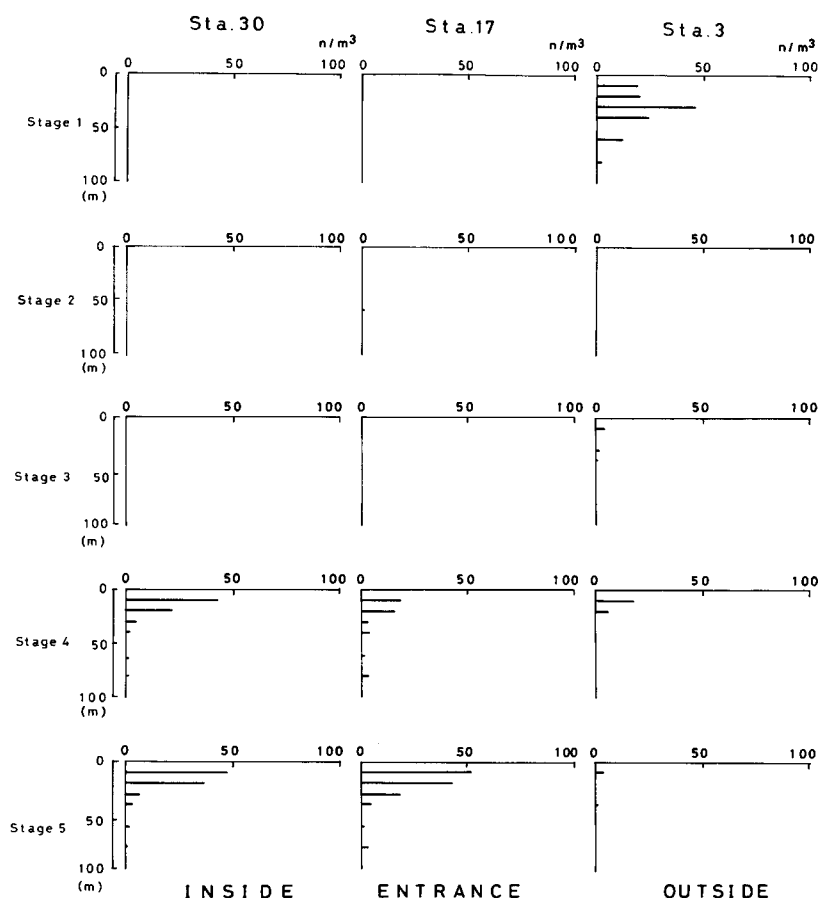 Sta.30 Sta.17 Sta.3
n/m³ n/m³ n/m³
0 50 100 0 50 100 0 50 100
0
Stage 1 50
100
(m)
0 50 100 0 50 100 0 50 100
0
Stage 2 50
100
(m)
0 50 100 0 50 100 0 50 100
0
Stage 3 50
100
(m)
0 50 100 0 50 100 0 50 100
0
Stage 4 50
100
(m)
0 50 100 0 50 100 0 50 100
0
Stage 5 50
100
(m)
INSIDE ENTRANCE OUTSIDE